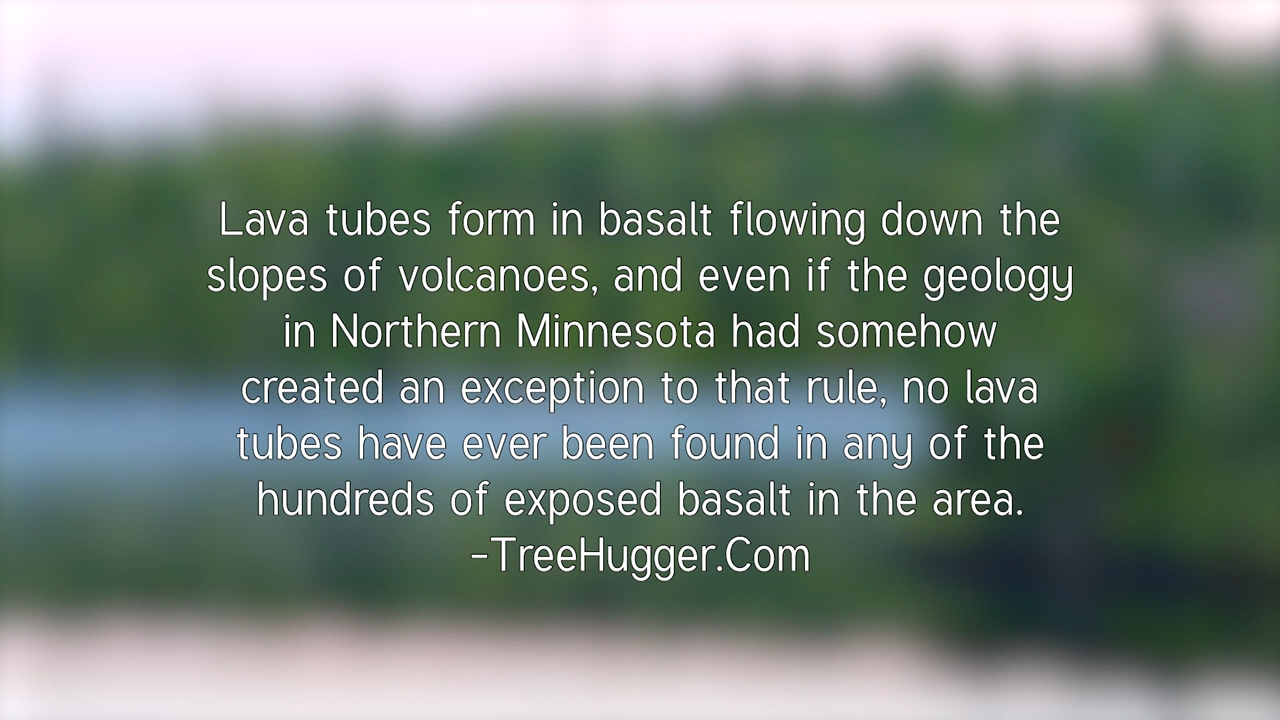 Lava tubes form in basalt flowing down the
slopes of volcanoes, and even if the geology
in Northern Minnesota had somehow
created an exception to that rule, no lava
tubes have ever been found in any of the
hundreds of exposed basalt in the area.
-TreeHugger.Com